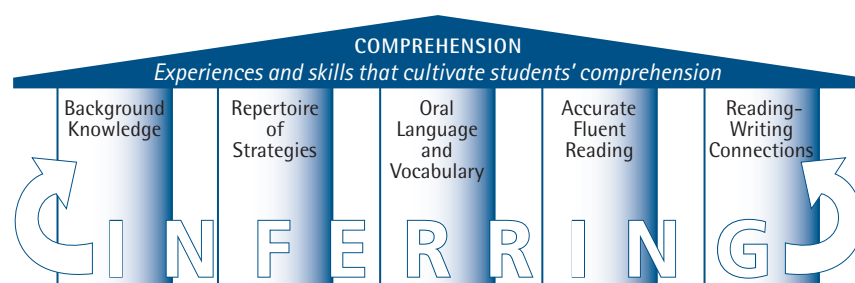 COMPREHENSION
Experiences and skills that cultivate students' comprehension
Background
Knowledge
Repertoire
of
Strategies
Oral
Language
and
Vocabulary
Accurate
Fluent
Reading
Reading-
Writing
Connections
INFERRING